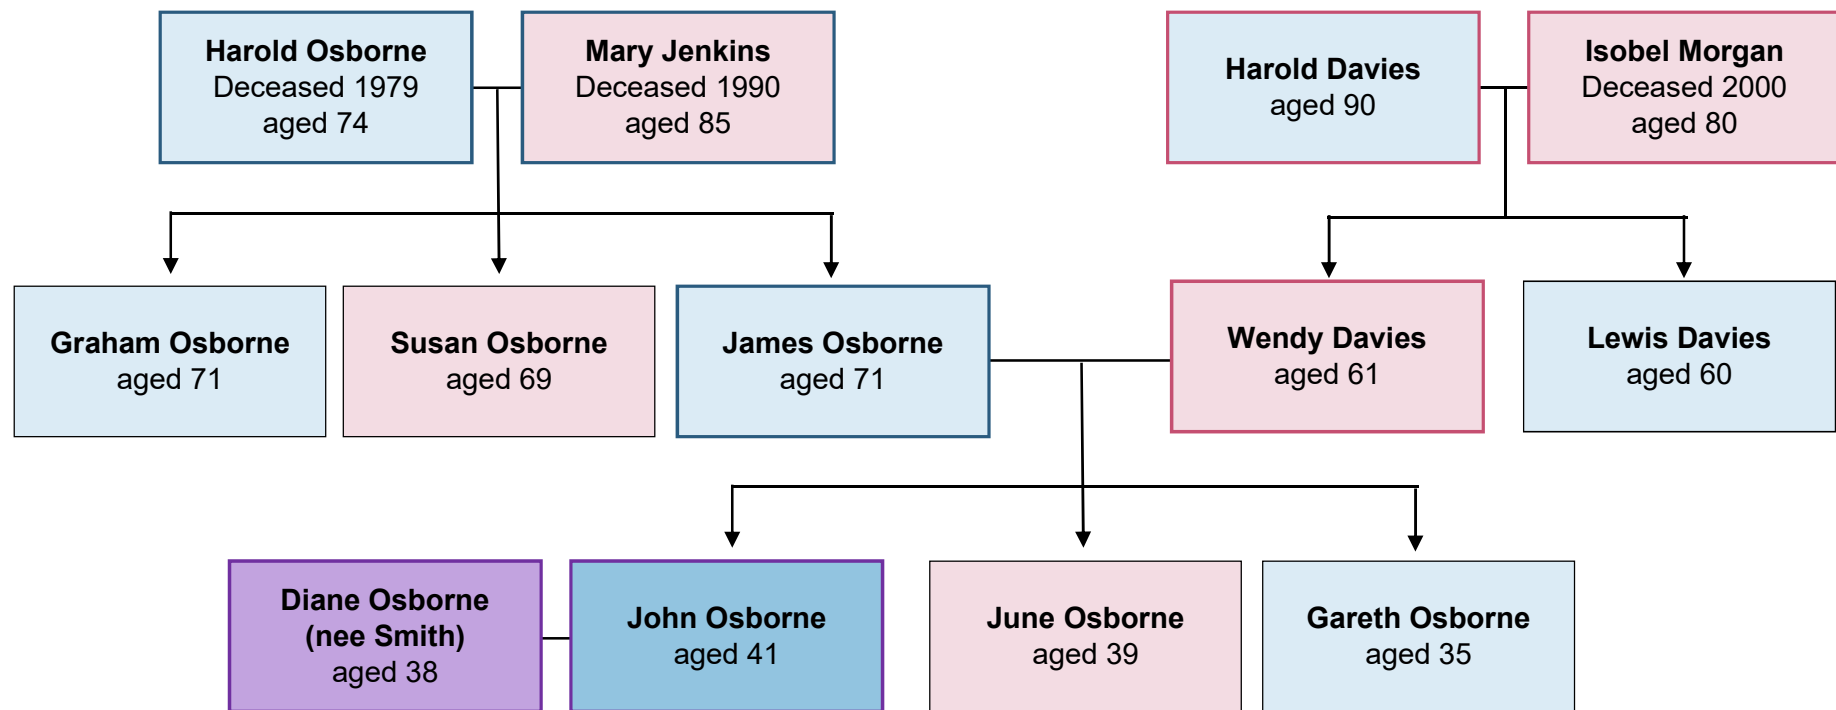 Harold Osborne
Deceased 1979
aged 74
Mary Jenkins
Deceased 1990
aged 85
Harold Davies
aged 90
Isobel Morgan
Deceased 2000
aged 80
Graham Osborne
aged 71
Susan Osborne
aged 69
James Osborne
aged 71
Wendy Davies
aged 61
Lewis Davies
aged 60
Diane Osborne
(nee Smith)
aged 38
John Osborne
aged 41
June Osborne
aged 39
Gareth Osborne
aged 35